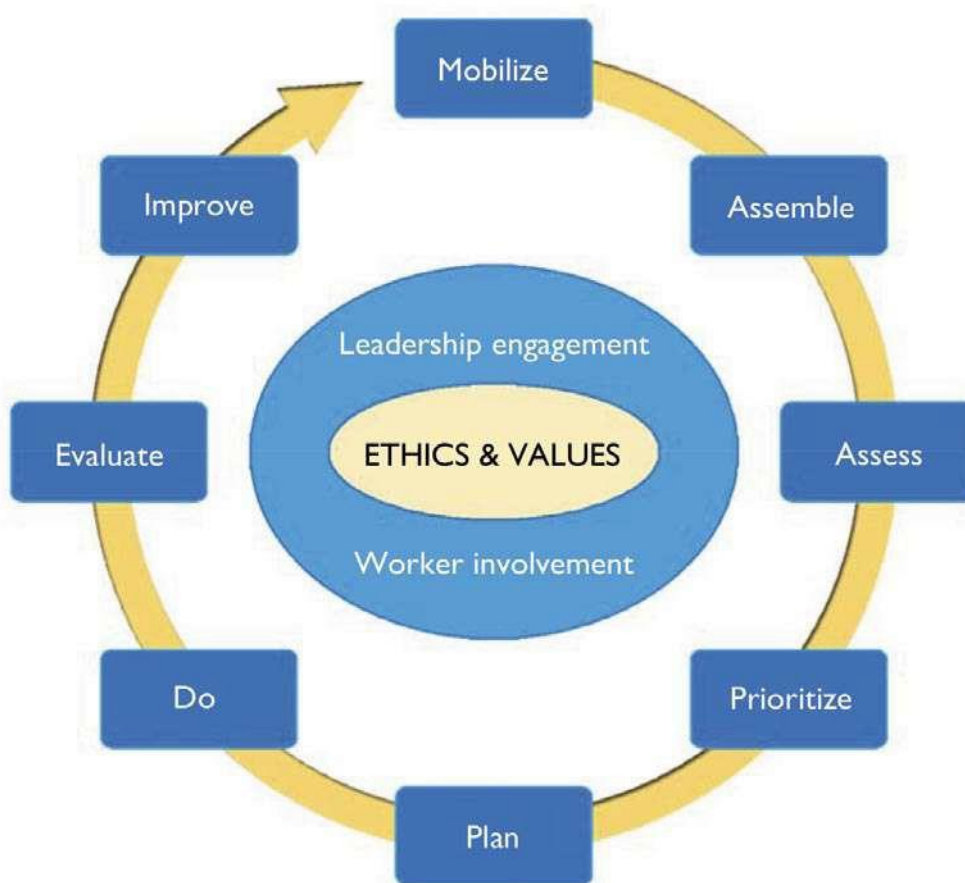 Mobilize
Assemble
Assess
Prioritize
Plan
Do
Evaluate
Improve
Leadership engagement
ETHICS & VALUES
Worker involvement